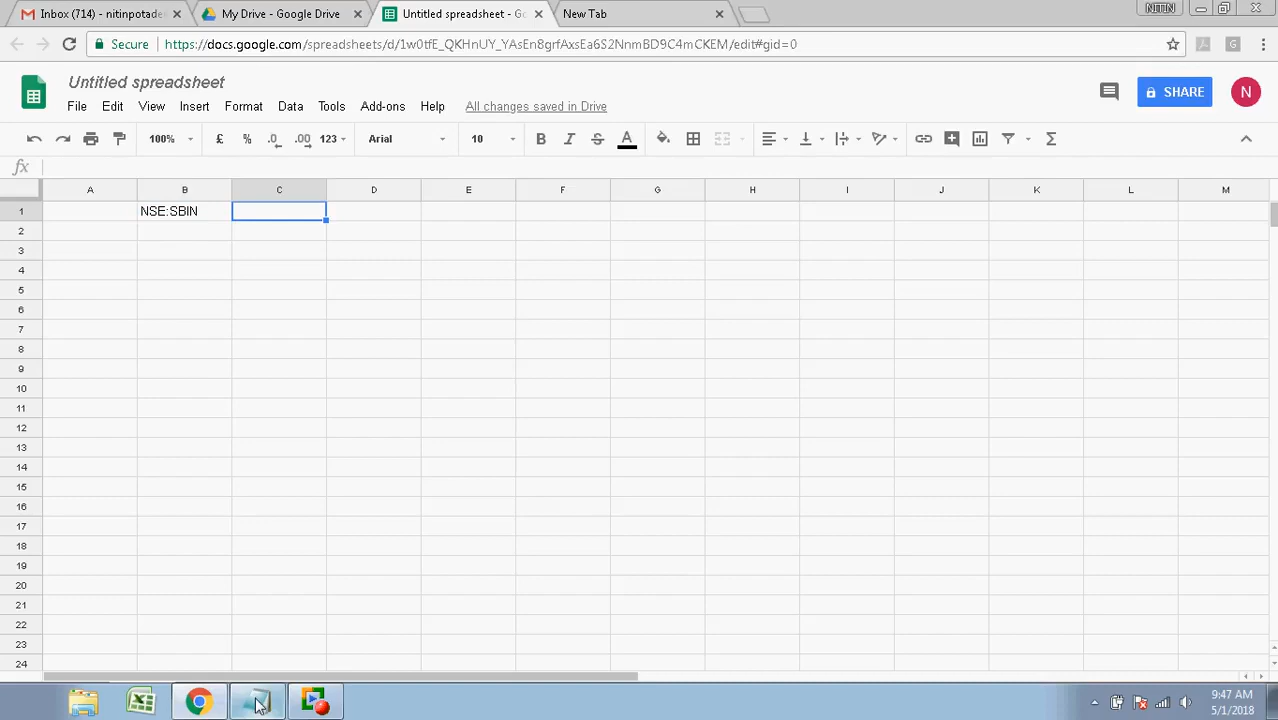 Inbox (714) - nitinpotade
My Drive - Google Drive
Untitled spreadsheet - Go
New Tab
NITIN
Secure
https://docs.google.com/spreadsheets/d/1w0tfE_QKHnUY_YAsEn8grfAxsEa6S2NnmBD9C4mCKEM/edit#gid=0
Untitled spreadsheet
File Edit View Insert Format Data Tools Add-ons Help All changes saved in Drive
SHARE
N
100% £ % .0 .00 123 Arial 10 B I S A Σ
fx
A B C D E F G H I J K L M
1 NSE:SBIN
2
3
4
5
6
7
8
9
10
11
12
13
14
15
16
17
18
19
20
21
22
23
24
9:47 AM
5/1/2018